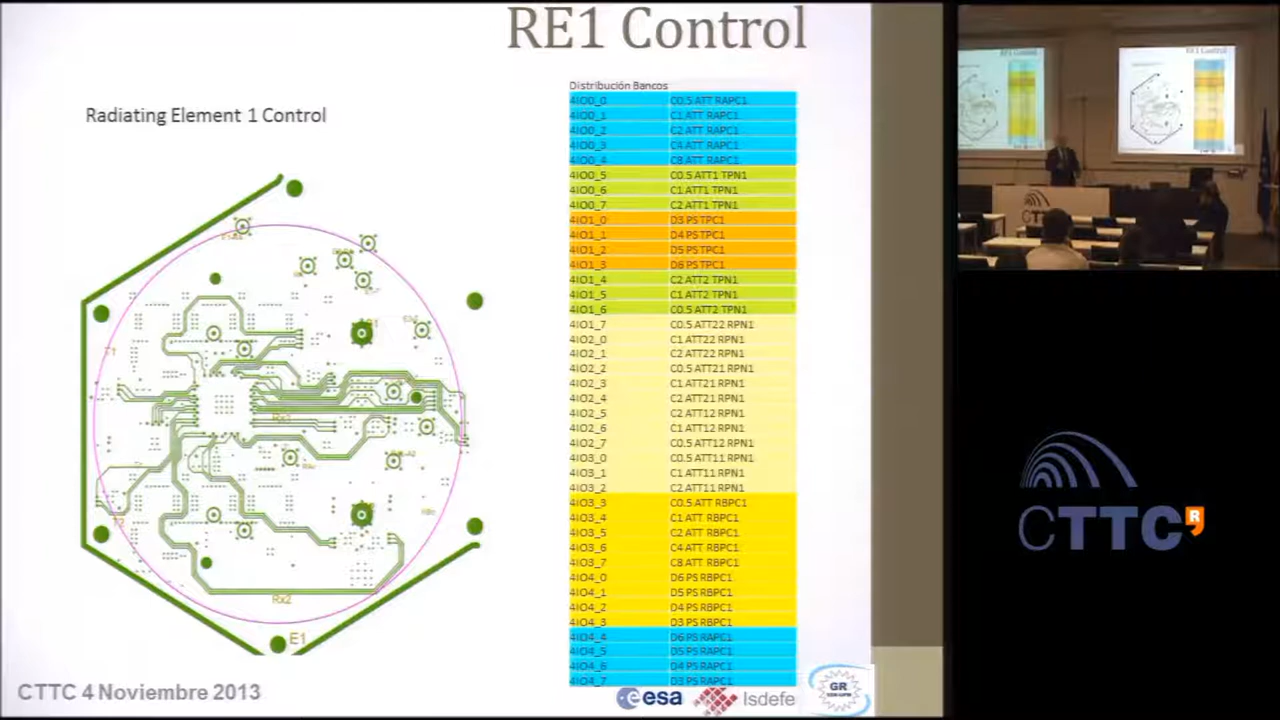 RE1 Control
Radiating Element 1 Control
Distribución Bancos
4IO0_0 C0.5 ATT RAPC1
4IO0_1 C1 ATT RAPC1
4IO0_2 C2 ATT RAPC1
4IO0_3 C4 ATT RAPC1
4IO0_4 C8 ATT RAPC1
4IO0_5 C0.5 ATT1 TPN1
4IO0_6 C1 ATT1 TPN1
4IO0_7 C2 ATT1 TPN1
4IO1_0 D3 PS TPC1
4IO1_1 D4 PS TPC1
4IO1_2 D5 PS TPC1
4IO1_3 D6 PS TPC1
4IO1_4 C2 ATT2 TPN1
4IO1_5 C1 ATT2 TPN1
4IO1_6 C0.5 ATT2 TPN1
4IO1_7 C0.5 ATT22 RPN1
4IO2_0 C1 ATT22 RPN1
4IO2_1 C2 ATT22 RPN1
4IO2_2 C0.5 ATT21 RPN1
4IO2_3 C1 ATT21 RPN1
4IO2_4 C2 ATT21 RPN1
4IO2_5 C2 ATT12 RPN1
4IO2_6 C1 ATT12 RPN1
4IO2_7 C0.5 ATT12 RPN1
4IO3_0 C0.5 ATT11 RPN1
4IO3_1 C1 ATT11 RPN1
4IO3_2 C2 ATT11 RPN1
4IO3_3 C0.5 ATT RBPC1
4IO3_4 C1 ATT RBPC1
4IO3_5 C2 ATT RBPC1
4IO3_6 C4 ATT RBPC1
4IO3_7 C8 ATT RBPC1
4IO4_0 D6 PS RBPC1
4IO4_1 D5 PS RBPC1
4IO4_2 D4 PS RBPC1
4IO4_3 D3 PS RBPC1
4IO4_4 D6 PS RAPC1
4IO4_5 D5 PS RAPC1
4IO4_6 D4 PS RAPC1
4IO4_7 D3 PS RAPC1
T1
Rx1
Rx2
E1
CTTC 4 Noviembre 2013
esa
Isdefe
GR
CTTC R
RE1 Control
CTTC